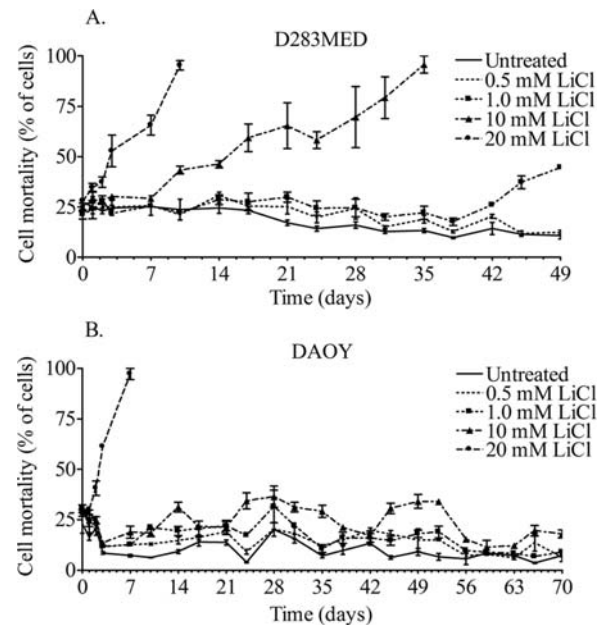 A.
D283MED
Cell mortality (% of cells)
100
75
50
25
0
Untreated
0.5 mM LiCl
1.0 mM LiCl
10 mM LiCl
20 mM LiCl
0 7 14 21 28 35 42 49
Time (days)
B.
DAOY
Cell mortality (% of cells)
100
75
50
25
0
Untreated
0.5 mM LiCl
1.0 mM LiCl
10 mM LiCl
20 mM LiCl
0 7 14 21 28 35 42 49 56 63 70
Time (days)